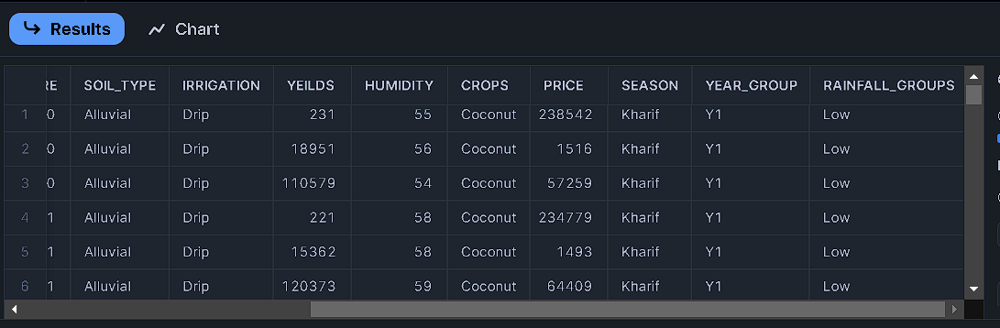 Results Chart
RE SOIL_TYPE IRRIGATION YEILDS HUMIDITY CROPS PRICE SEASON YEAR_GROUP RAINFALL_GROUPS
1 0 Alluvial Drip 231 55 Coconut 238542 Kharif Y1 Low
2 0 Alluvial Drip 18951 56 Coconut 1516 Kharif Y1 Low
3 0 Alluvial Drip 110579 54 Coconut 57259 Kharif Y1 Low
4 1 Alluvial Drip 221 58 Coconut 234779 Kharif Y1 Low
5 1 Alluvial Drip 15362 58 Coconut 1493 Kharif Y1 Low
6 1 Alluvial Drip 120373 59 Coconut 64409 Kharif Y1 Low